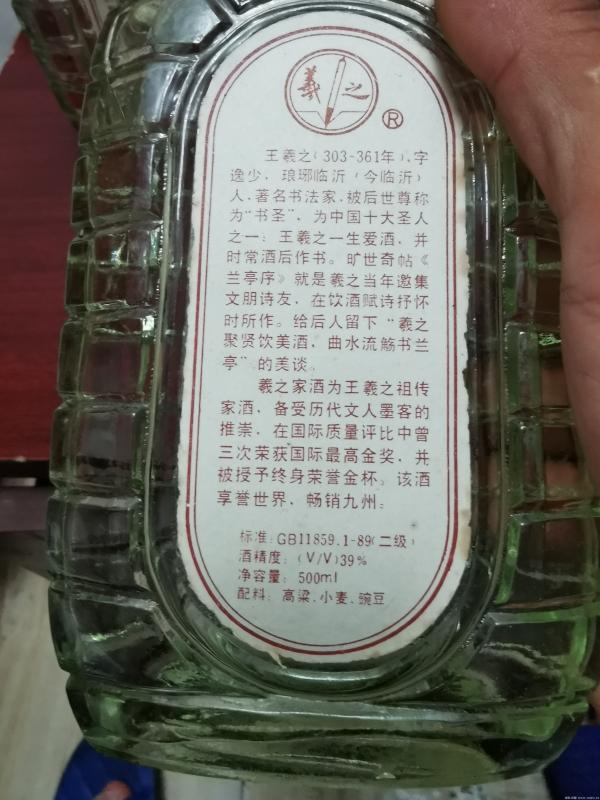 羲之
®
王羲之(303-361年),字
逸少,琅琊临沂(今临沂)
人,著名书法家,被后世尊称
为“书圣”,为中国十大圣人
之一;王羲之一生爱酒,并
时常酒后作书。旷世奇帖《
兰亭序》就是羲之当年邀集
文朋诗友,在饮酒赋诗抒怀
时所作。给后人留下“羲之
聚贤饮美酒,曲水流觞书兰
亭”的美谈。
羲之家酒为王羲之祖传
家酒,备受历代文人墨客的
推崇,在国际质量评比中曾
三次荣获国际最高金奖,并
被授予终身荣誉金杯。该酒
享誉世界、畅销九州。
标准:GB11859.1-89(二级)
酒精度:(V/V)39%
净容量:500ml
配料:高粱、小麦、豌豆